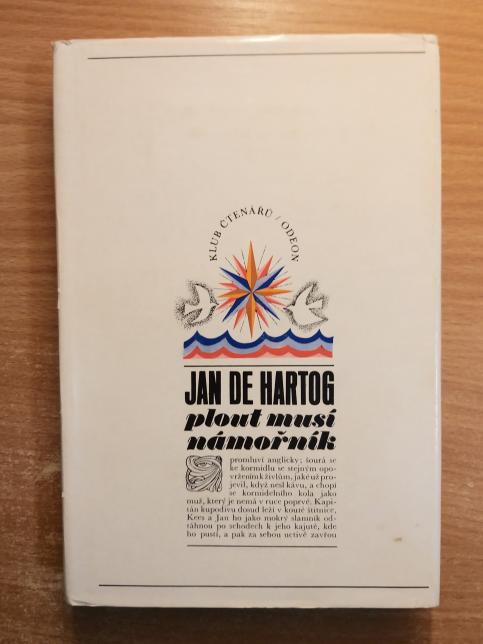 KLUB ČTENÁŘŮ / ODEON
JAN DE HARTOG
plout musí
námořník
promluví anglicky; šourá se
ke kormidlu se stejným opo-
vržením k živlům, jaké už pro-
jevil, když nesl kávu, a chopí
se kormidelního kola jako
muž, který je nemá v ruce poprvé. Kapi-
tán kupodivu dosud leží v koutě štítnice.
Kees a Jan ho jako mokrý slamník od-
táhnou po schodech k jeho kajutě, kde
ho pustí, a pak za sebou uctivě zavřou